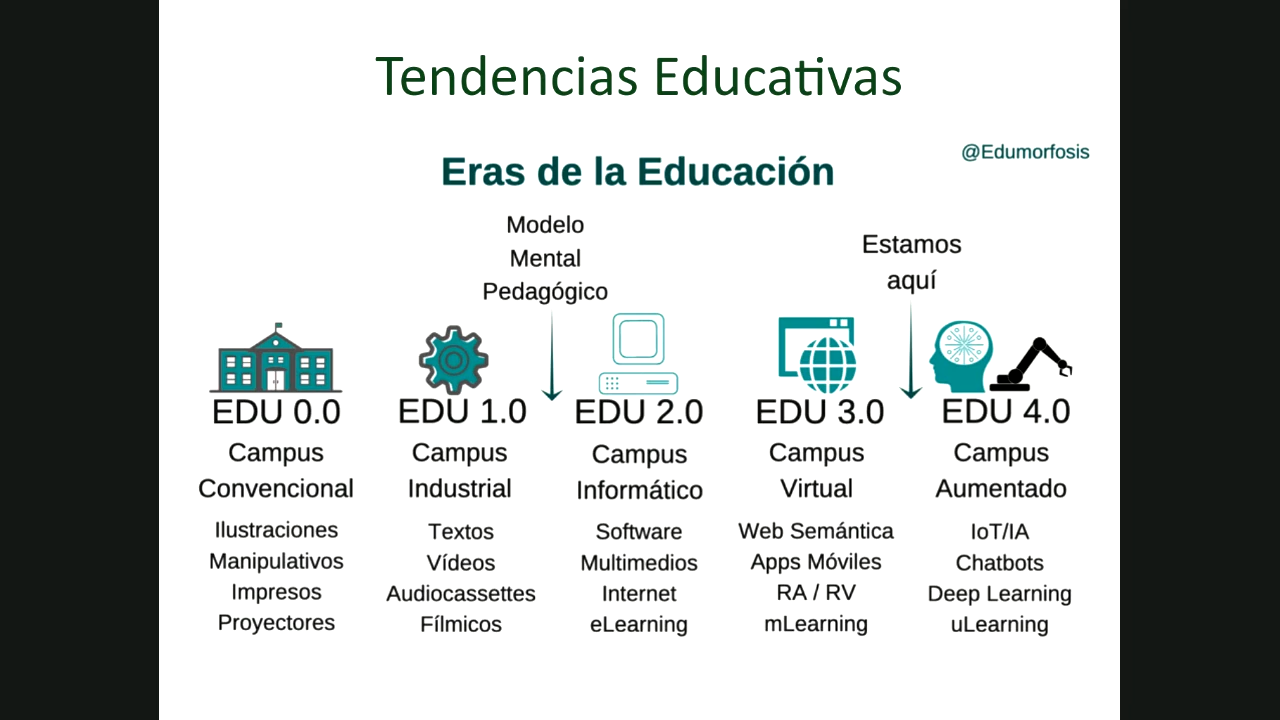 Tendencias Educativas
@Edumorfosis
Eras de la Educación
Modelo
Mental
Pedagógico
Estamos
aquí
EDU 0.0
Campus
Convencional
Ilustraciones
Manipulativos
Impresos
Proyectores
EDU 1.0
Campus
Industrial
Textos
Vídeos
Audiocassettes
Fílmicos
EDU 2.0
Campus
Informático
Software
Multimedios
Internet
eLearning
EDU 3.0
Campus
Virtual
Web Semántica
Apps Móviles
RA / RV
mLearning
EDU 4.0
Campus
Aumentado
IoT/IA
Chatbots
Deep Learning
uLearning